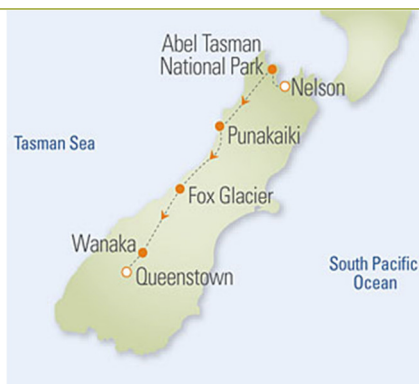 Abel Tasman
National Park
Nelson
Tasman Sea
Punakaiki
Fox Glacier
Wanaka
Queenstown
South Pacific
Ocean